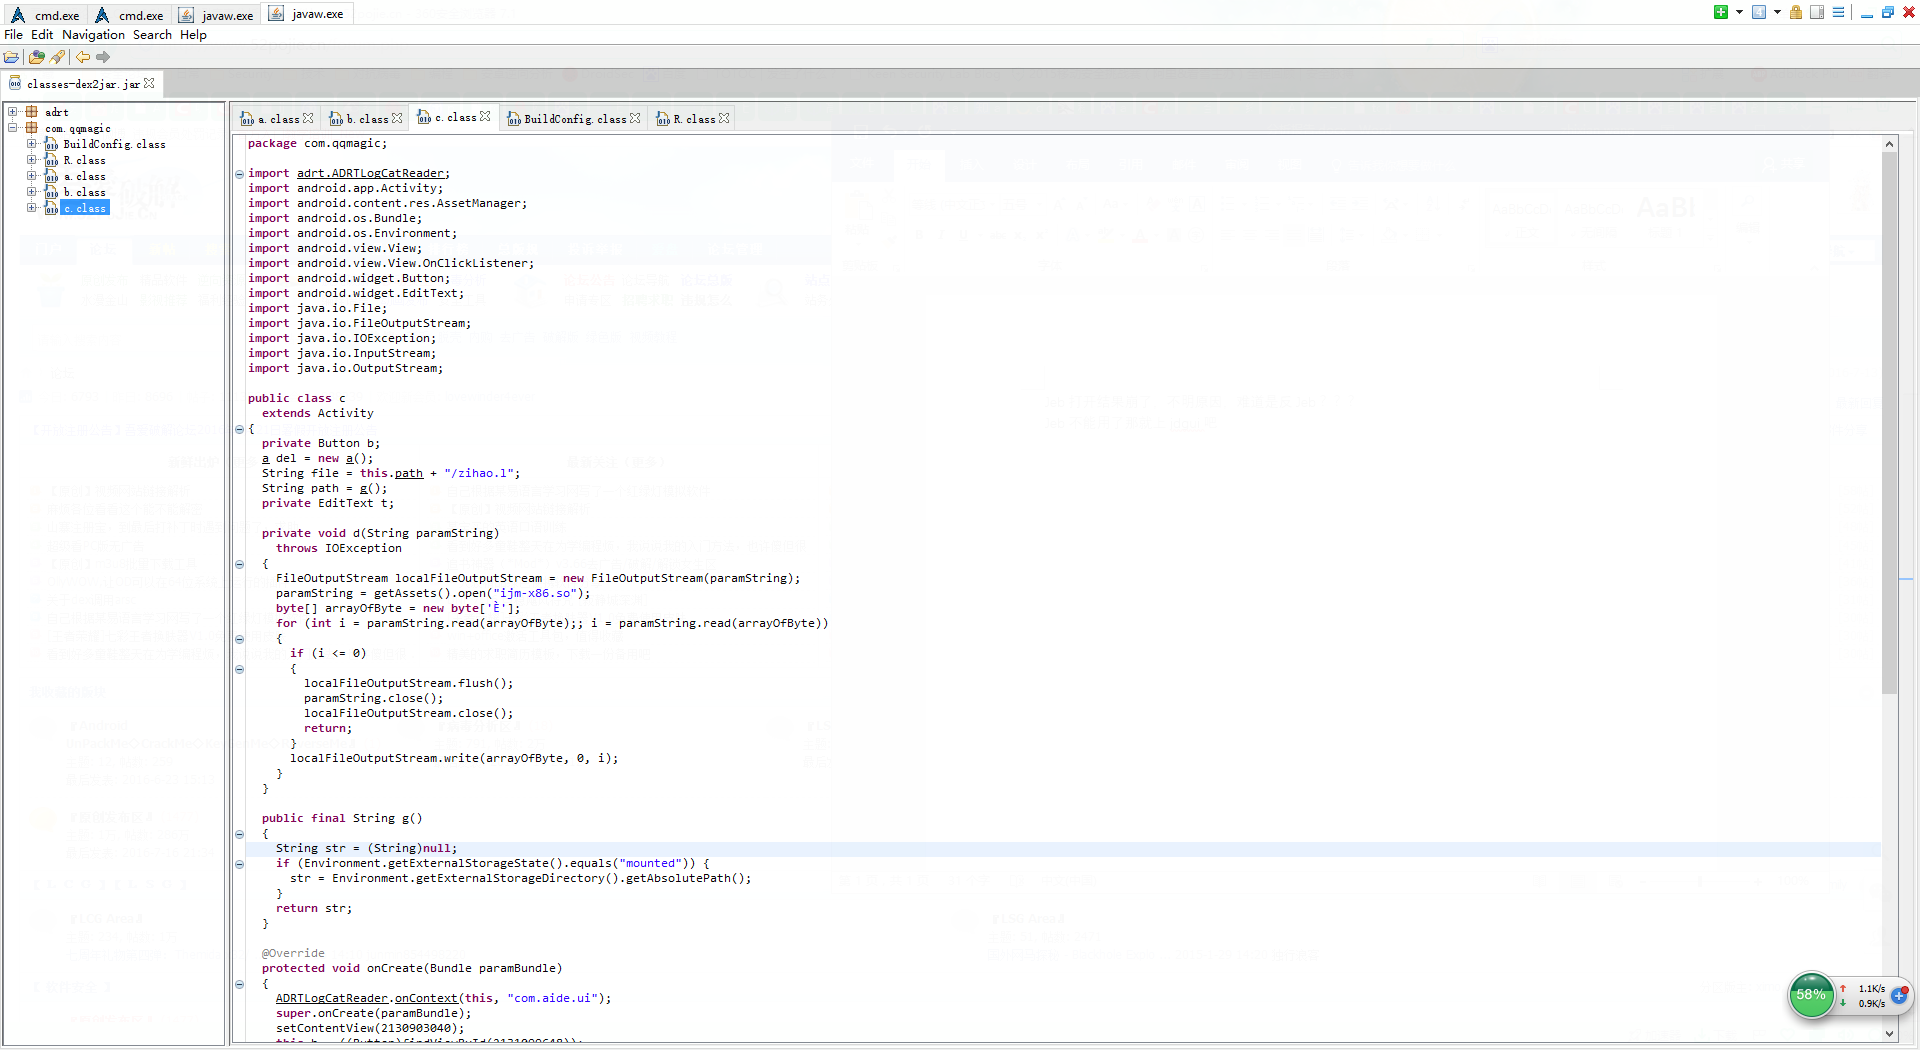 cmd.exe cmd.exe javaw.exe javaw.exe
File Edit Navigation Search Help
classes-dex2jar.jar
adrt
com.qqmagic
BuildConfig.class
R.class
a.class
b.class
c.class
a.class b.class c.class BuildConfig.class R.class
package com.qqmagic;
import adrt.ADRTLogCatReader;
import android.app.Activity;
import android.content.res.AssetManager;
import android.os.Bundle;
import android.os.Environment;
import android.view.View;
import android.view.View.OnClickListener;
import android.widget.Button;
import android.widget.EditText;
import java.io.File;
import java.io.FileOutputStream;
import java.io.IOException;
import java.io.InputStream;
import java.io.OutputStream;
public class c
extends Activity
{
private Button b;
a del = new a();
String file = this.path + "/zihao.l";
String path = g();
private EditText t;
private void d(String paramString)
throws IOException
{
FileOutputStream localFileOutputStream = new FileOutputStream(paramString);
paramString = getAssets().open("ijm-x86.so");
byte[] arrayOfByte = new byte['È'];
for (int i = paramString.read(arrayOfByte);; i = paramString.read(arrayOfByte))
{
if (i <= 0)
{
localFileOutputStream.flush();
paramString.close();
localFileOutputStream.close();
return;
}
localFileOutputStream.write(arrayOfByte, 0, i);
}
}
public final String g()
{
String str = (String)null;
if (Environment.getExternalStorageState().equals("mounted")) {
str = Environment.getExternalStorageDirectory().getAbsolutePath();
}
return str;
}
@Override
protected void onCreate(Bundle paramBundle)
{
ADRTLogCatReader.onContext(this, "com.aide.ui");
super.onCreate(paramBundle);
setContentView(2130903040);
58%
1.1K/s
0.9K/s